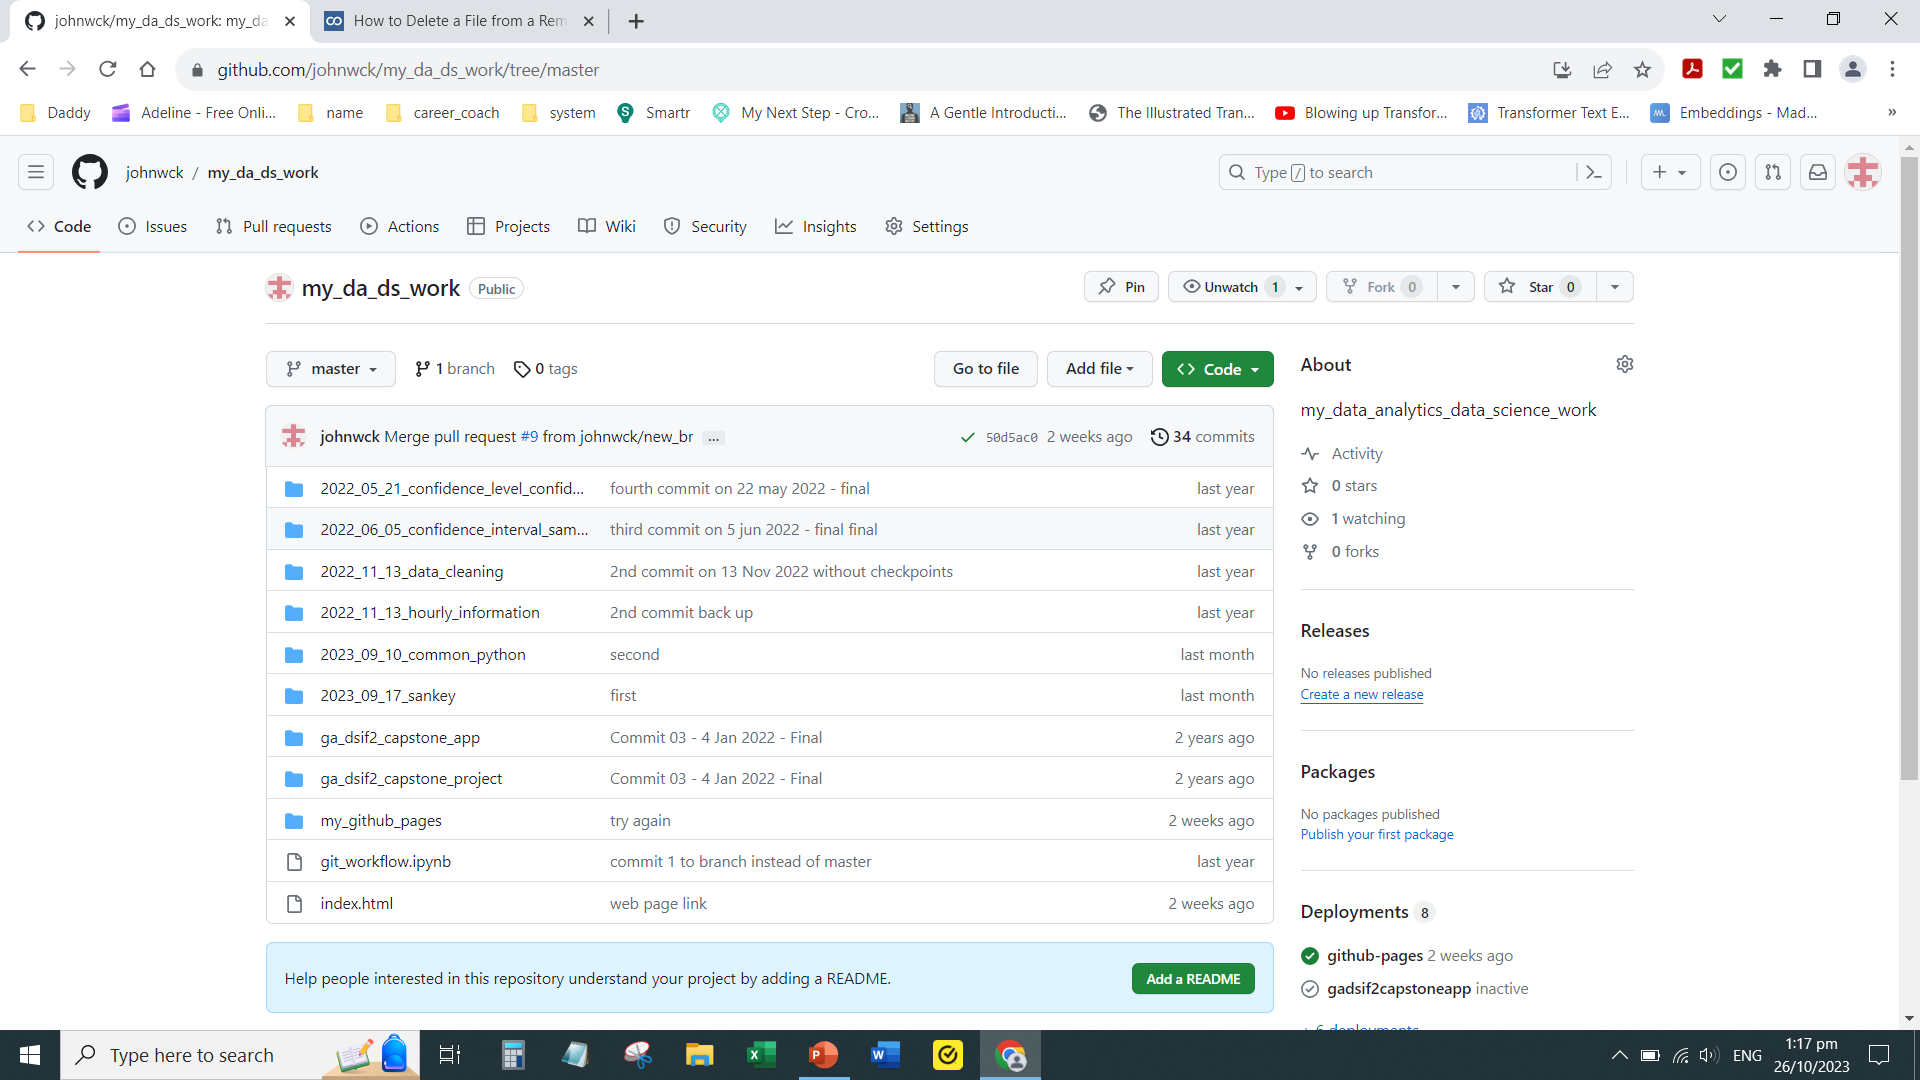 johnwck/my_da_ds_work: my_da
How to Delete a File from a Rem
github.com/johnwck/my_da_ds_work/tree/master
Daddy
Adeline - Free Onli...
name
career_coach
system
Smartr
My Next Step - Cro...
A Gentle Introducti...
The Illustrated Tran...
Blowing up Transfor...
Transformer Text E...
Embeddings - Mad...
»
johnwck / my_da_ds_work
Type / to search
Code
Issues
Pull requests
Actions
Projects
Wiki
Security
Insights
Settings
my_da_ds_work Public
Pin
Unwatch 1
Fork 0
Star 0
master
1 branch
0 tags
Go to file
Add file
Code
johnwck Merge pull request #9 from johnwck/new_br ...
50d5ac0 2 weeks ago
34 commits
2022_05_21_confidence_level_confid... fourth commit on 22 may 2022 - final last year
2022_06_05_confidence_interval_sam... third commit on 5 jun 2022 - final final last year
2022_11_13_data_cleaning 2nd commit on 13 Nov 2022 without checkpoints last year
2022_11_13_hourly_information 2nd commit back up last year
2023_09_10_common_python second last month
2023_09_17_sankey first last month
ga_dsif2_capstone_app Commit 03 - 4 Jan 2022 - Final 2 years ago
ga_dsif2_capstone_project Commit 03 - 4 Jan 2022 - Final 2 years ago
my_github_pages try again 2 weeks ago
git_workflow.ipynb commit 1 to branch instead of master last year
index.html web page link 2 weeks ago
Help people interested in this repository understand your project by adding a README.
Add a README
About
my_data_analytics_data_science_work
Activity
0 stars
1 watching
0 forks
Releases
No releases published
Create a new release
Packages
No packages published
Publish your first package
Deployments 8
github-pages 2 weeks ago
gadsif2capstoneapp inactive
+ 6 deployments
Type here to search
ENG
1:17 pm
26/10/2023